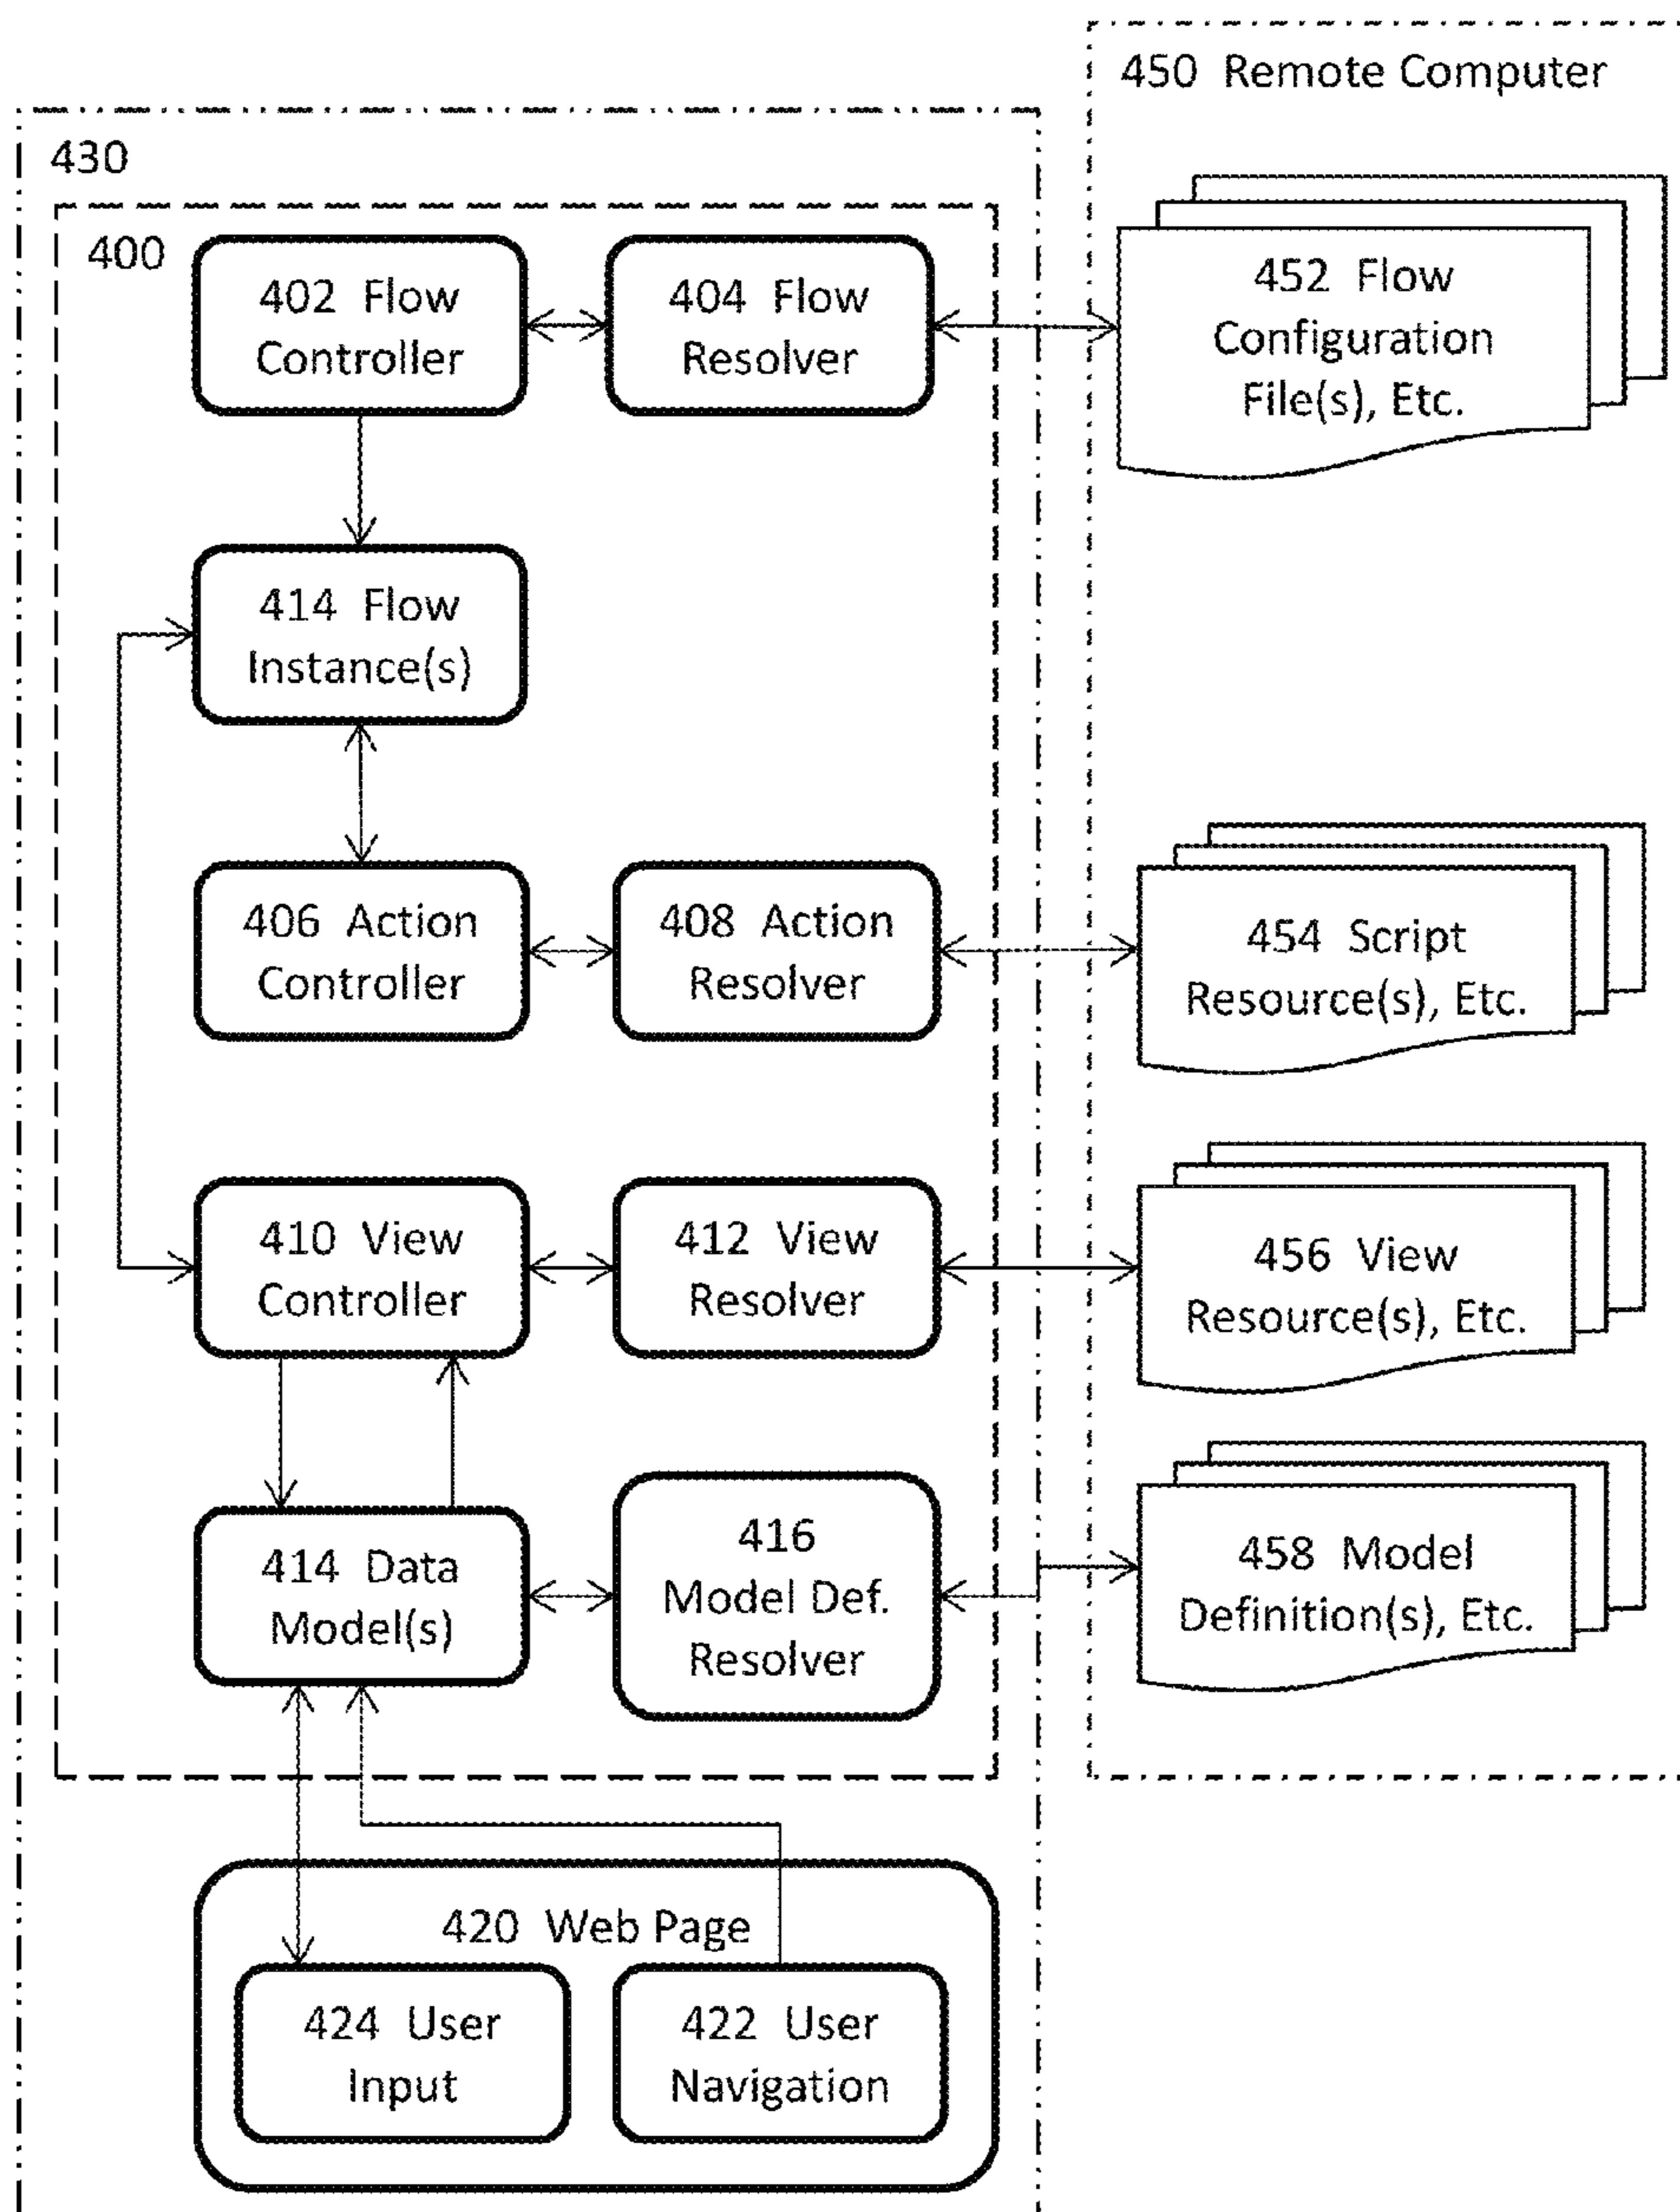 450 Remote Computer
430
400
402 Flow
Controller
404 Flow
Resolver
452 Flow
Configuration
File(s), Etc.
414 Flow
Instance(s)
406 Action
Controller
408 Action
Resolver
454 Script
Resource(s), Etc.
410 View
Controller
412 View
Resolver
456 View
Resource(s), Etc.
414 Data
Model(s)
416
Model Def.
Resolver
458 Model
Definition(s), Etc.
420 Web Page
424 User
Input
422 User
Navigation